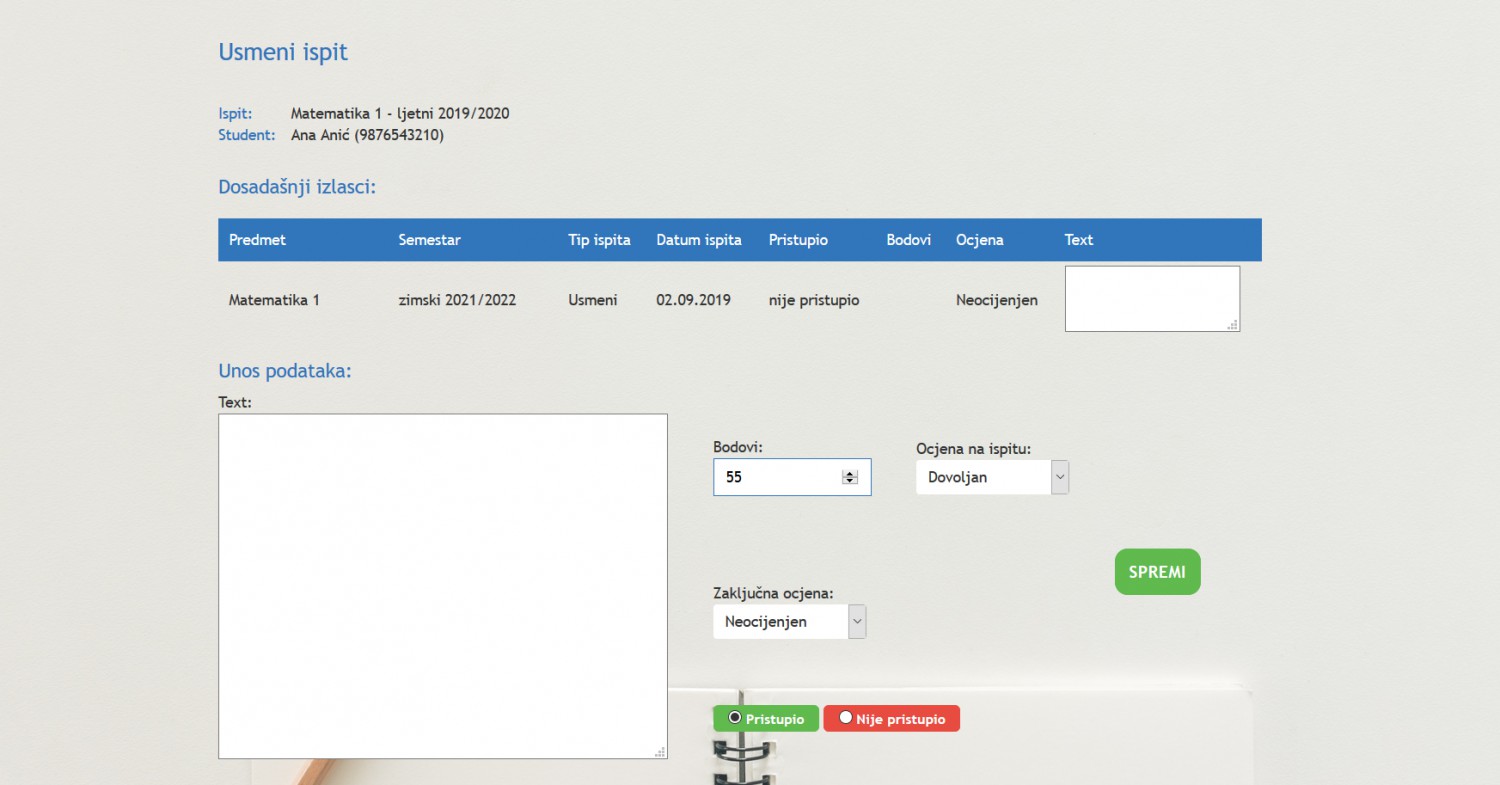 Usmeni ispit
Ispit: Matematika 1 - ljetni 2019/2020
Student: Ana Anić (9876543210)
Dosadašnji izlasci:
Predmet Semestar Tip ispita Datum ispita Pristupio Bodovi Ocjena Text
Matematika 1 zimski 2021/2022 Usmeni 02.09.2019 nije pristupio Neocijenjen
Unos podataka:
Text:
Bodovi: Ocjena na ispitu:
55 Dovoljan
SPREMI
Zaključna ocjena:
Neocijenjen
Pristupio Nije pristupio